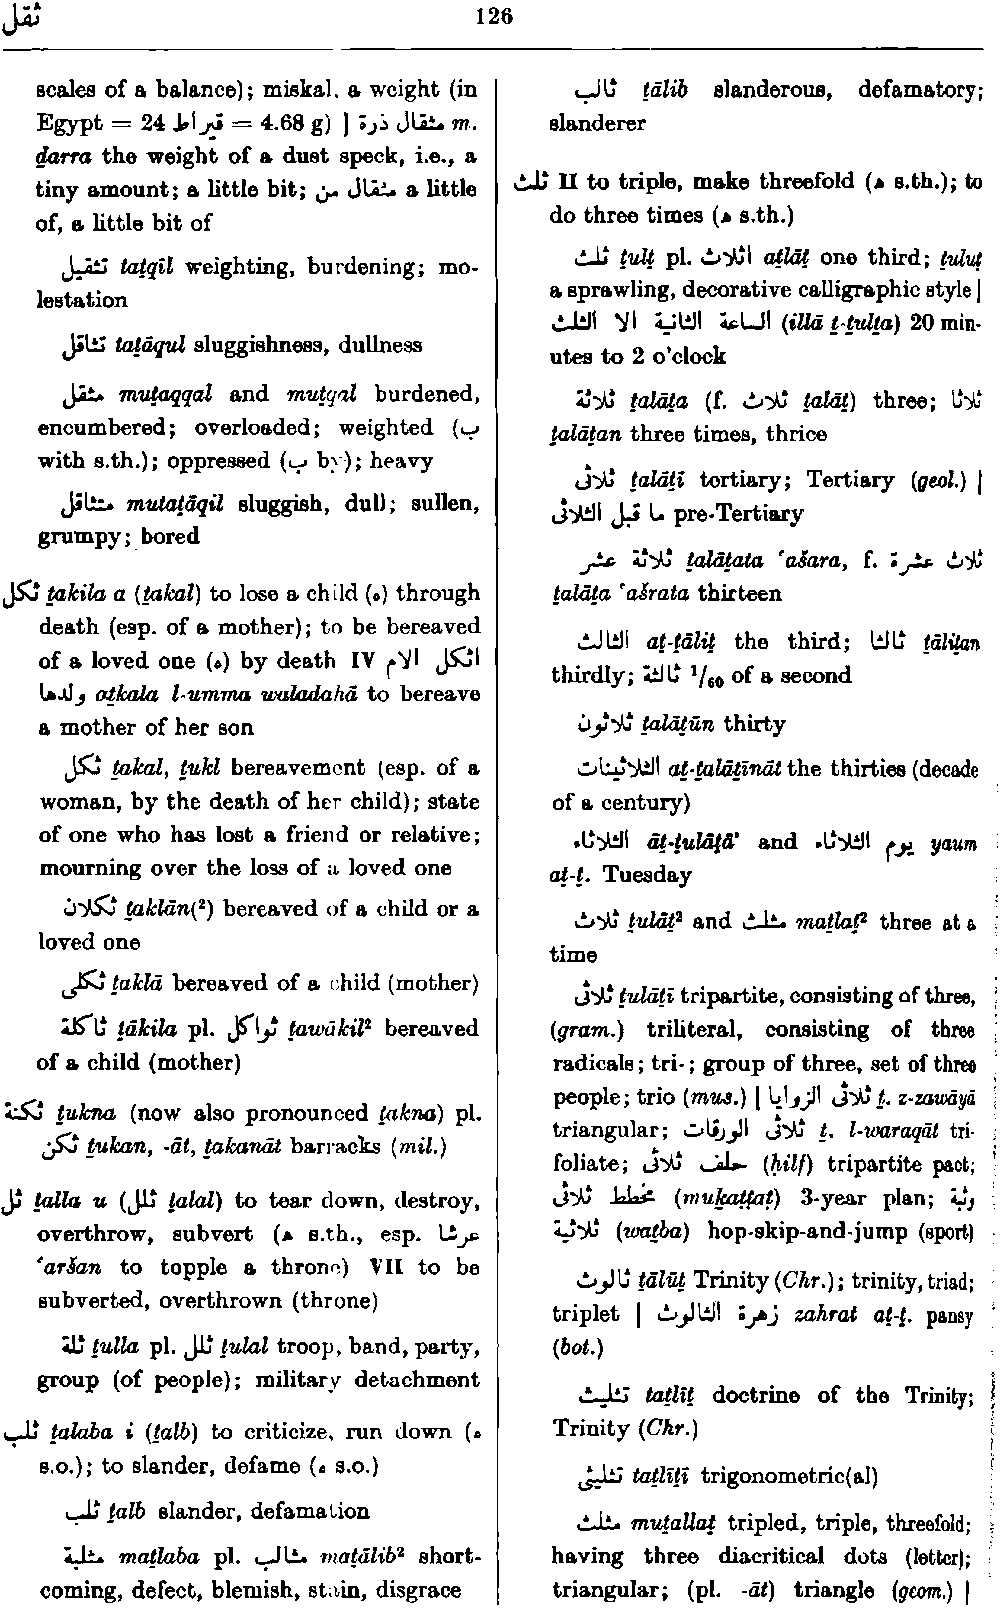 ثقل
126
scales of a balance); miskal, a weight (in
Egypt = 24 قيراط = 4.68 g) | مثقال ذرة m.
ḏarra the weight of a dust speck, i.e., a
tiny amount; a little bit; مثقال من a little
of, a little bit of
تثقيل taṯqīl weighting, burdening; mo-
lestation
تثاقل taṯāqul sluggishness, dullness
مثقل muṯaqqal and muṯqal burdened,
encumbered; overloaded; weighted (ب
with s.th.); oppressed (ب by); heavy
متثاقل mutaṯāqil sluggish, dull; sullen,
grumpy; bored
ثكل ṯakila a (ṯakal) to lose a child (ه) through
death (esp. of a mother); to be bereaved
of a loved one (ه) by death IV اثكل الام
ولدها aṯkala l-umma waladahā to bereave
a mother of her son
ثكل ṯakal, ṯukl bereavement (esp. of a
woman, by the death of her child); state
of one who has lost a friend or relative;
mourning over the loss of a loved one
ثكلان ṯaklān(²) bereaved of a child or a
loved one
ثكلى ṯaklā bereaved of a child (mother)
ثاكلة ṯākila pl. ثواكل ṯawākil² bereaved
of a child (mother)
ثكنة ṯukna (now also pronounced ṯakna) pl.
ثكن ṯukan, -āt, ṯakanāt barracks (mil.)
ثل ṯalla u (ثلل ṯalal) to tear down, destroy,
overthrow, subvert (ه s.th., esp. عرشا
ʿaršan to topple a throne) VII to be
subverted, overthrown (throne)
ثلة ṯulla pl. ثلل ṯulal troop, band, party,
group (of people); military detachment
ثلب ṯalaba i (ṯalb) to criticize, run down (ه
s.o.); to slander, defame (ه s.o.)
ثلب ṯalb slander, defamation
مثلبة maṯlaba pl. مثالب maṯālib² short-
coming, defect, blemish, stain, disgrace
ثالب ṯālib slanderous, defamatory;
slanderer
ثلث II to triple, make threefold (ه s.th.); to
do three times (ه s.th.)
ثلث ṯulṯ pl. اثلاث aṯlāṯ one third; ṯuluṯ
a sprawling, decorative calligraphic style |
الساعة الثانية الا الثلث (illā ṯ-ṯulṯa) 20 min-
utes to 2 o'clock
ثلاثة ṯalāṯa (f. ثلاث ṯalāṯ) three; ثلاثا
ṯalāṯan three times, thrice
ثلاثى ṯalāṯī tertiary; Tertiary (geol.) |
ما قبل الثلاثى pre-Tertiary
ثلاثة عشر ṯalāṯata ʿašara, f. ثلاث عشرة
ṯalāṯa ʿašrata thirteen
الثالث aṯ-ṯāliṯ the third; ثالثا ṯāliṯan
thirdly; ثالثة 1/60 of a second
ثلاثون ṯalāṯūn thirty
الثلاثينات aṯ-ṯalāṯīnāt the thirties (decade
of a century)
الثلاثاء āṯ-ṯulāṯāʾ and يوم الثلاثاء yaum
aṯ-ṯ. Tuesday
ثلاث ṯulāṯ² and مثلث maṯlaṯ² three at a
time
ثلاثى ṯulāṯī tripartite, consisting of three,
(gram.) triliteral, consisting of three
radicals; tri-; group of three, set of three
people; trio (mus.) | ثلاثى الزوايا ṯ. z-zawāyā
triangular; ثلاثى الورقات ṯ. l-waraqāt tri-
foliate; حلف ثلاثى (ḥilf) tripartite pact;
مخطط ثلاثى (muḵaṭṭaṭ) 3-year plan; وثبة
ثلاثية (waṯba) hop-skip-and-jump (sport)
ثالوث ṯālūṯ Trinity (Chr.); trinity, triad;
triplet | زهرة الثالوث zahrat aṯ-ṯ. pansy
(bot.)
تثليث taṯlīṯ doctrine of the Trinity;
Trinity (Chr.)
تثليثى taṯlīṯī trigonometric(al)
مثلث muṯallaṯ tripled, triple, threefold;
having three diacritical dots (letter);
triangular; (pl. -āt) triangle (geom.) |